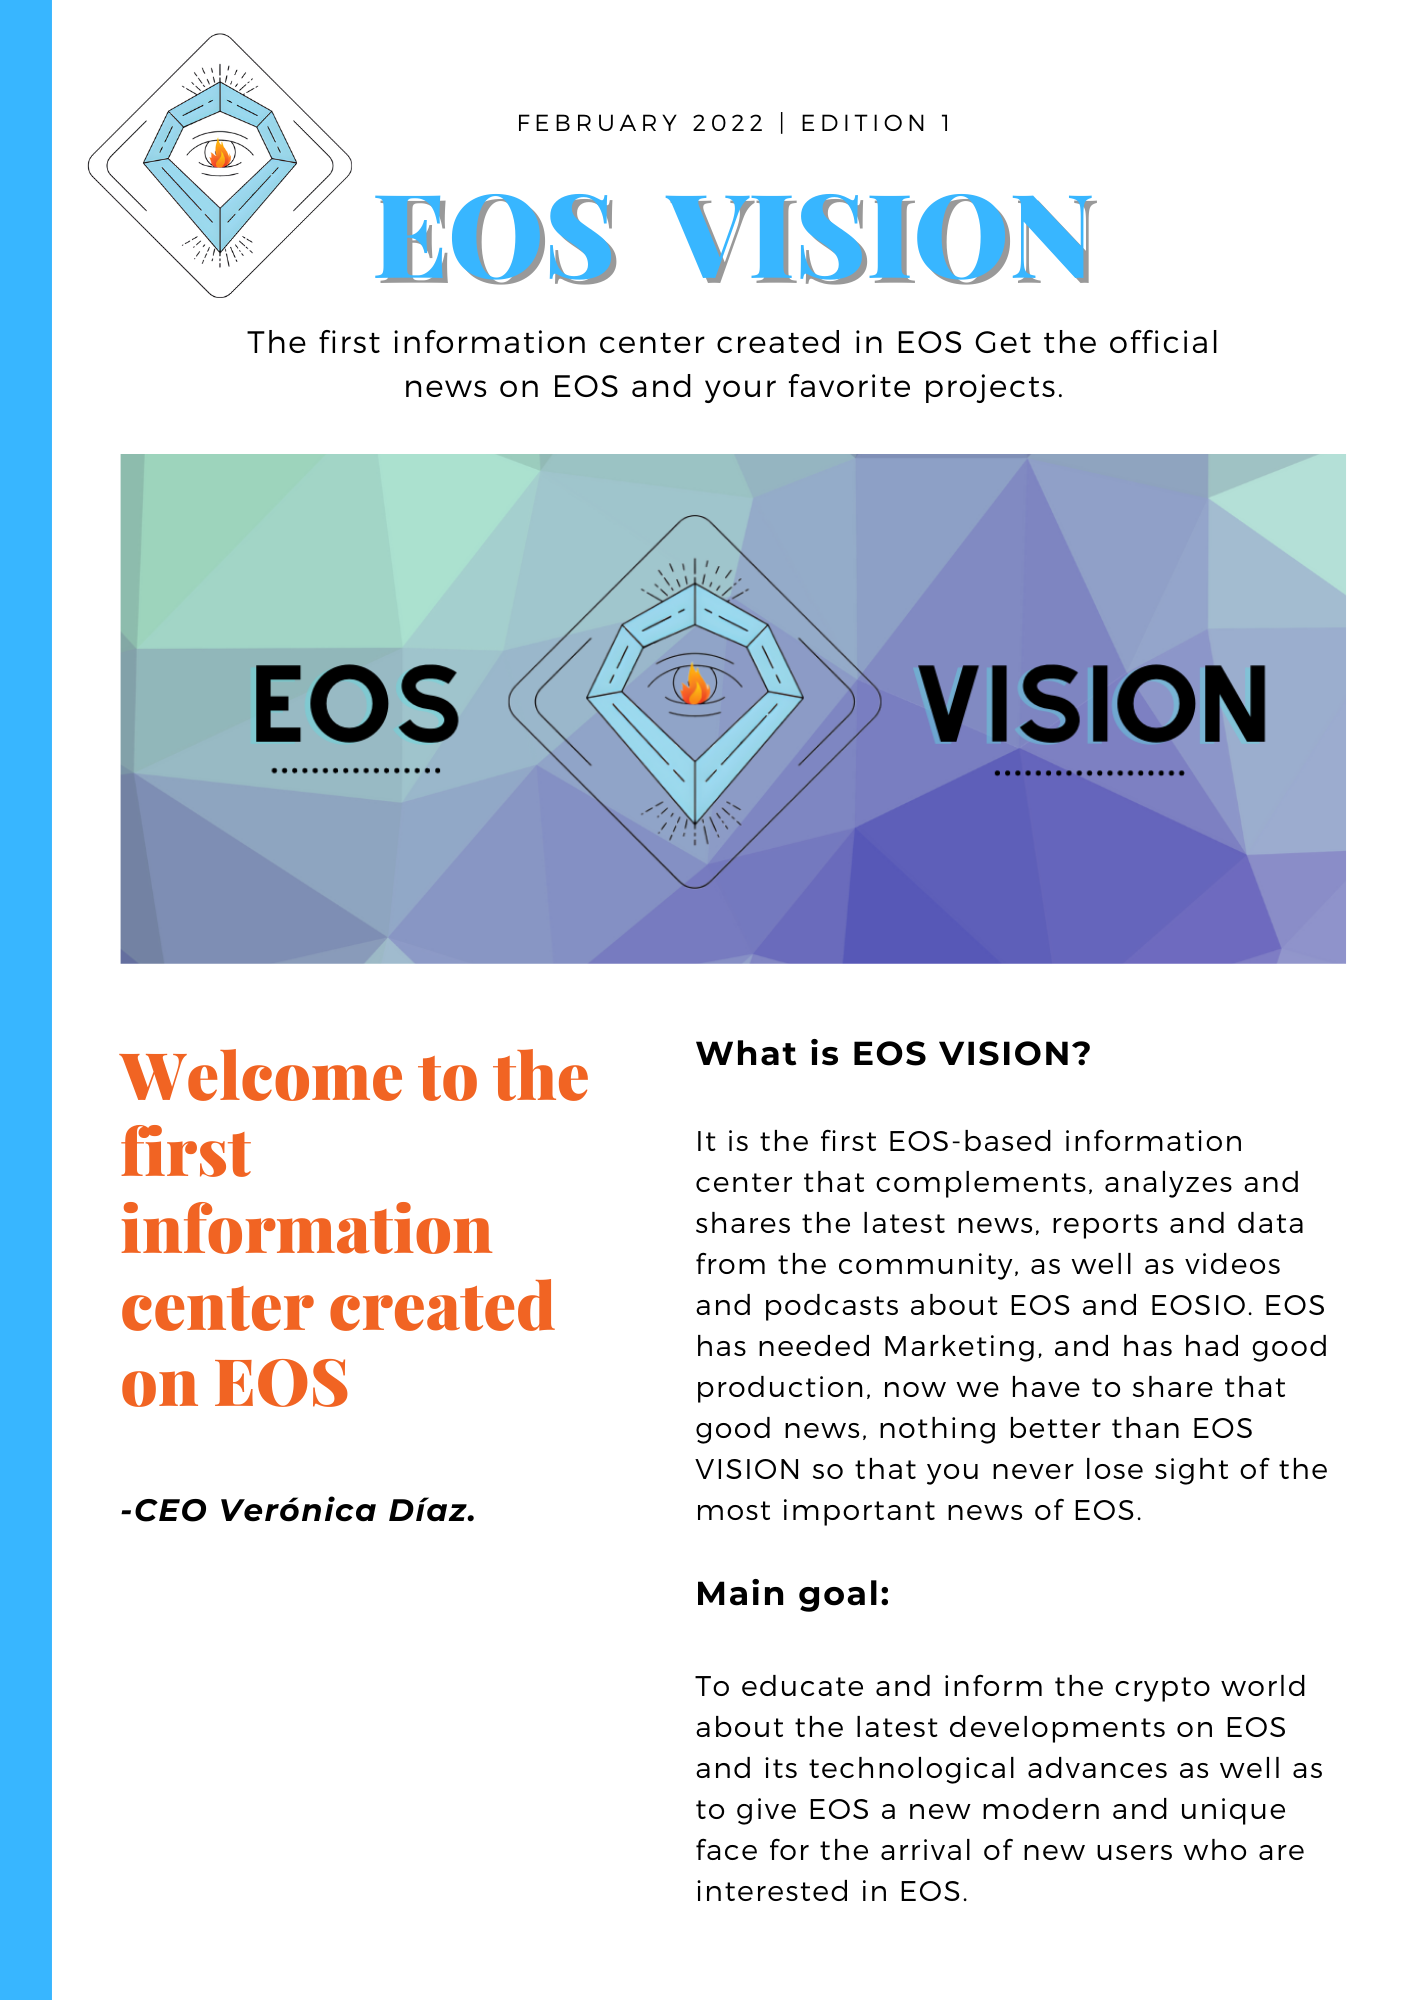 FEBRUARY 2022 | EDITION 1
EOS VISION
The first information center created in EOS Get the official
news on EOS and your favorite projects.
EOS VISION
Welcome to the
first
information
center created
on EOS
-CEO Verónica Díaz.
What is EOS VISION?
It is the first EOS-based information
center that complements, analyzes and
shares the latest news, reports and data
from the community, as well as videos
and podcasts about EOS and EOSIO. EOS
has needed Marketing, and has had good
production, now we have to share that
good news, nothing better than EOS
VISION so that you never lose sight of the
most important news of EOS.
Main goal:
To educate and inform the crypto world
about the latest developments on EOS
and its technological advances as well as
to give EOS a new modern and unique
face for the arrival of new users who are
interested in EOS.